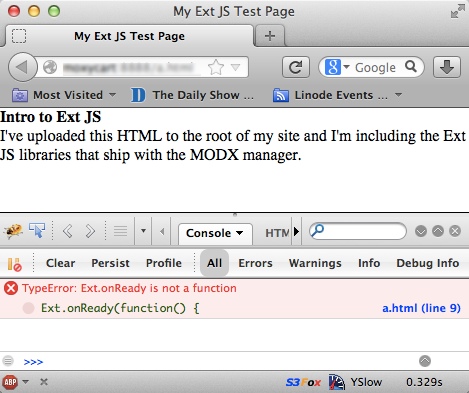 My Ext JS Test Page
My Ext JS Test Page
Google
Most Visited
The Daily Show ...
Linode Events ...
Intro to Ext JS
I've uploaded this HTML to the root of my site and I'm including the Ext
JS libraries that ship with the MODX manager.
Console
HTM
Clear Persist Profile All Errors Warnings Info Debug Info
TypeError: Ext.onReady is not a function
Ext.onReady(function() { a.html (line 9)
>>>
ABP S3Fox YSlow 0.329s